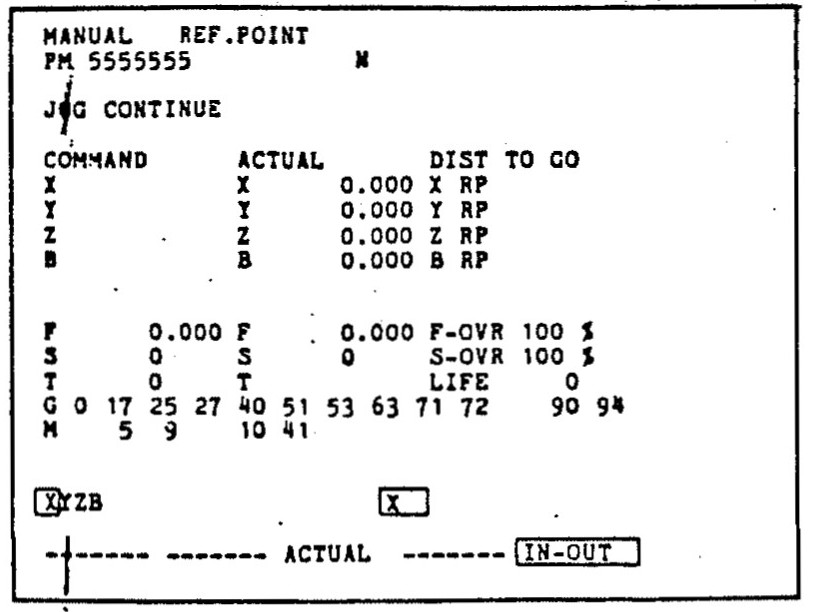 MANUAL REF.POINT
PM 5555555 N
JOG CONTINUE
COMMAND ACTUAL DIST TO GO
X X 0.000 X RP
Y Y 0.000 Y RP
Z Z 0.000 Z RP
B B 0.000 B RP
F 0.000 F 0.000 F-OVR 100 %
S 0 S 0 S-OVR 100 %
T 0 T LIFE 0
G 0 17 25 27 40 51 53 63 71 72 90 94
M 5 9 10 41
XYZB X
------- ------- ACTUAL ------- IN-OUT